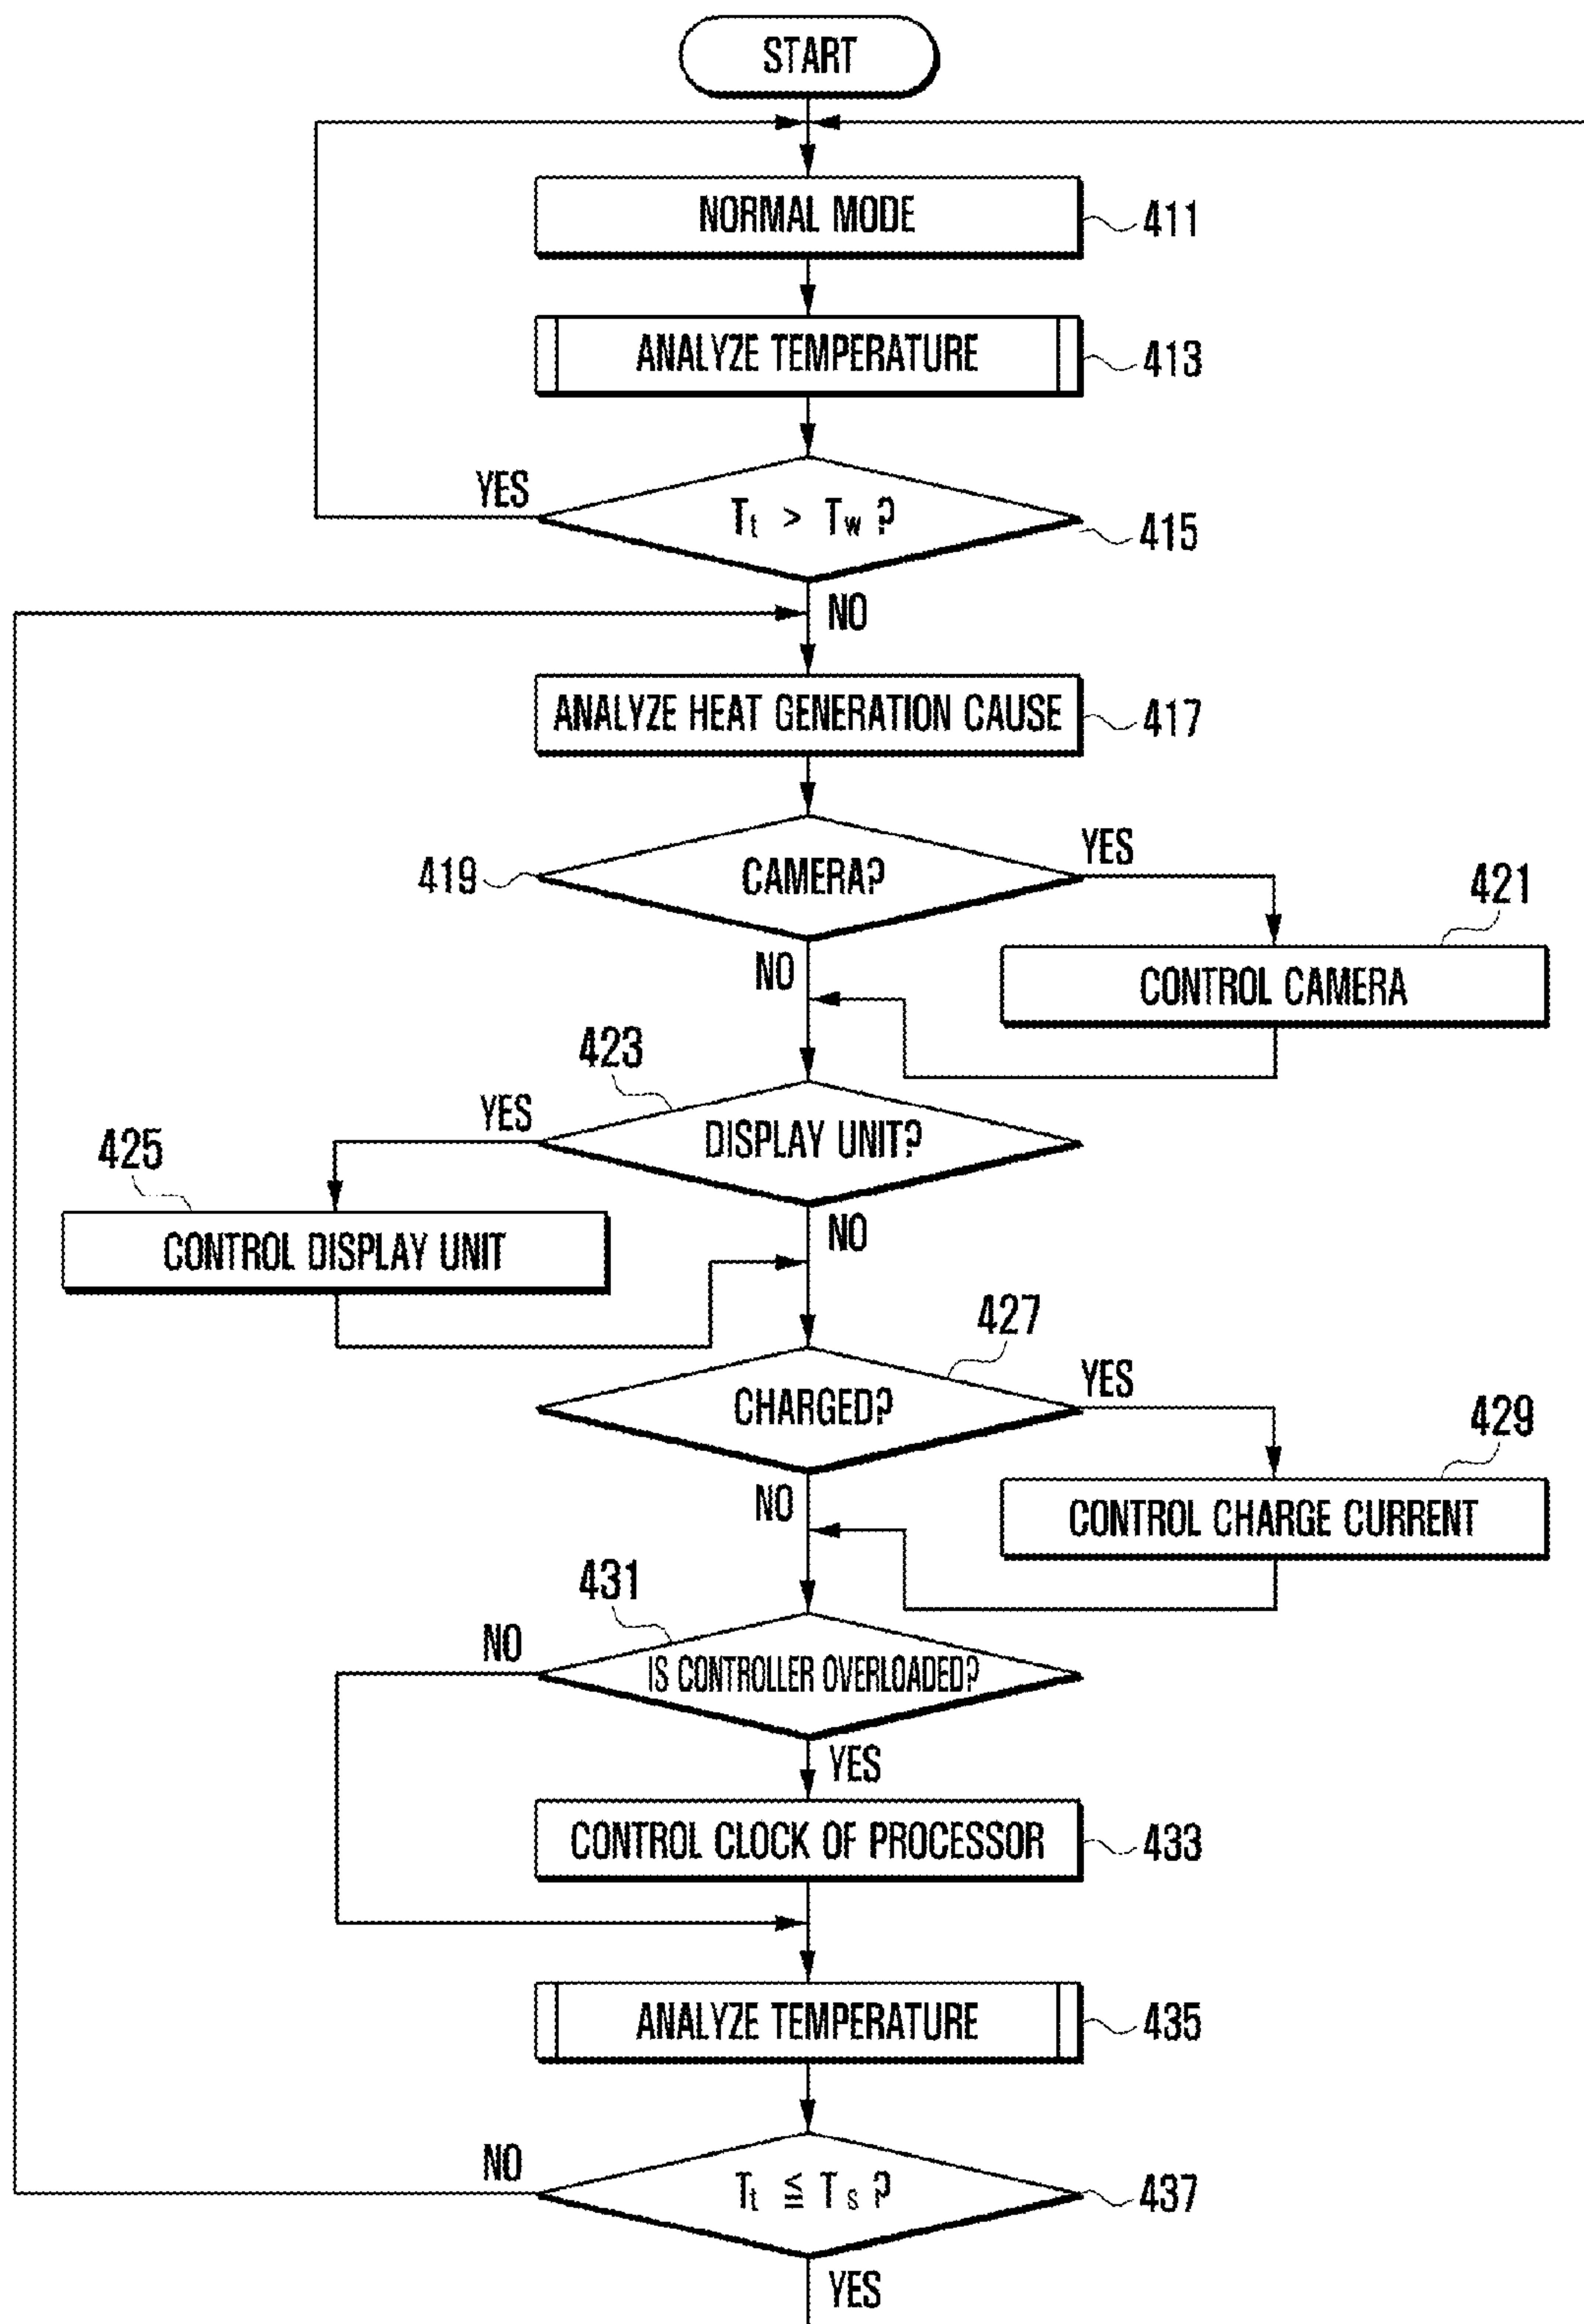 START
NORMAL MODE
411
ANALYZE TEMPERATURE
413
YES
Tt > Tw ?
415
NO
ANALYZE HEAT GENERATION CAUSE
417
419
CAMERA?
YES
421
NO
CONTROL CAMERA
423
YES
DISPLAY UNIT?
425
NO
CONTROL DISPLAY UNIT
427
CHARGED?
YES
429
NO
CONTROL CHARGE CURRENT
431
NO
IS CONTROLLER OVERLOADED?
YES
CONTROL CLOCK OF PROCESSOR
433
ANALYZE TEMPERATURE
435
NO
Tt ≦ Ts ?
437
YES